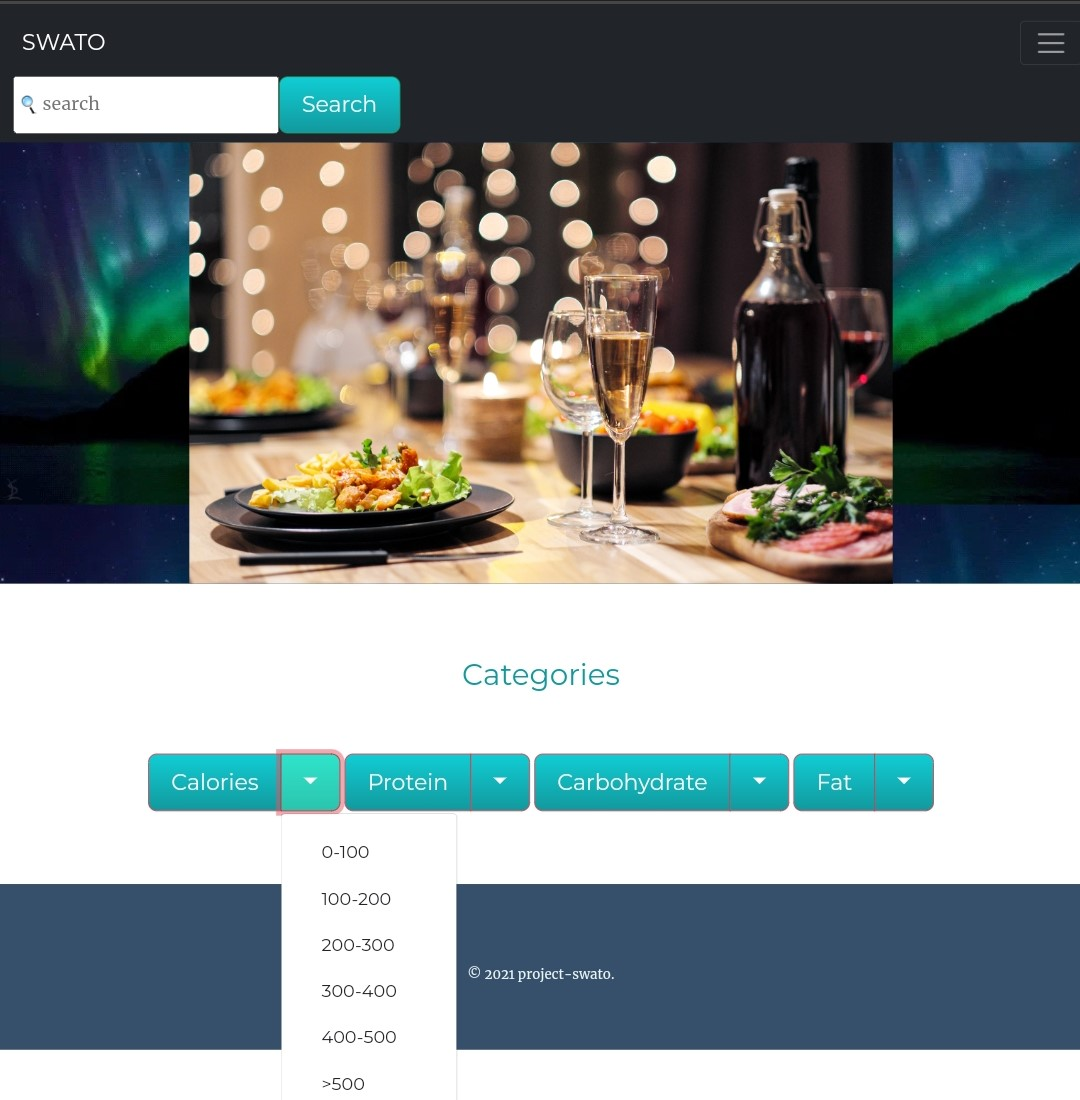 SWATO
search
Search
Categories
Calories
Protein
Carbohydrate
Fat
0-100
100-200
200-300
300-400
400-500
>500
© 2021 project-swato.